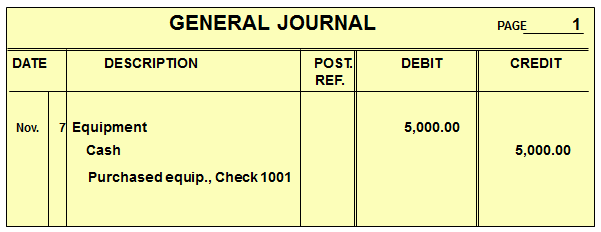 GENERAL JOURNAL PAGE 1
DATE DESCRIPTION POST. REF. DEBIT CREDIT
Nov. 7 Equipment 5,000.00
Cash 5,000.00
Purchased equip., Check 1001